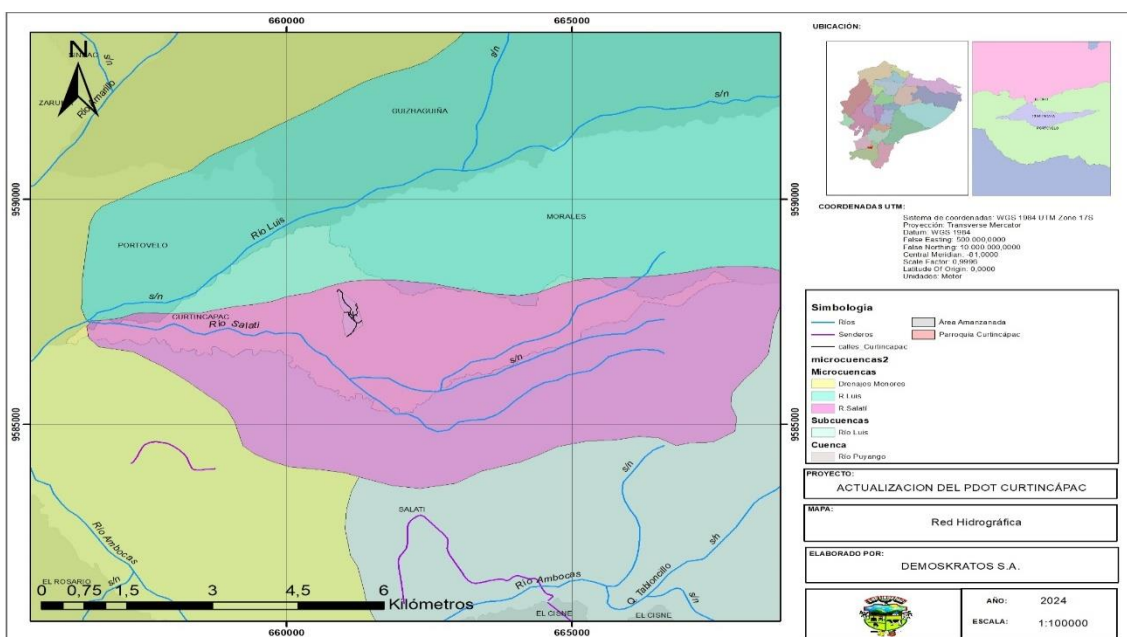 660000
665000
UBICACIÓN:
N
ZARUMA
s/n
Río Amarillo
GUIZHAGUIÑA
s/n
s/n
PORTOVELO
9590000
9590000
MORALES
PORTOVELO
Río Luis
s/n
CURTINCAPAC
Río Salati
s/n
9585000
9585000
SALATI
s/n
s/n
Río Ambocas
s/n
EL ROSARIO
Río Ambocas
Q. Tabloncillo
s/n
EL CISNE
EL CISNE
0 0,75 1,5 3 4,5 6
Kilómetros
660000
665000
COORDENADAS UTM:
Sistema de coordenadas: WGS 1984 UTM Zone 17S
Proyección: Transverse Mercator
Datum: WGS 1984
False Easting: 500.000,0000
False Northing: 10.000.000,0000
Central Meridian: -81,0000
Scale Factor: 0,9996
Latitude Of Origin: 0,0000
Unidades: Metor
Simbologia
Ríos
Senderos
calles_Curtincapac
Área Amanzanada
Parroquia Curtincápac
microcuencas2
Microcuencas
Drenajes Menores
R.Luis
R.Salati
Subcuencas
Río Luis
Cuenca
Río Puyango
PROYECTO:
ACTUALIZACION DEL PDOT CURTINCÁPAC
MAPA:
Red Hidrográfica
ELABORADO POR:
DEMOSKRATOS S.A.
AÑO: 2024
ESCALA: 1:100000